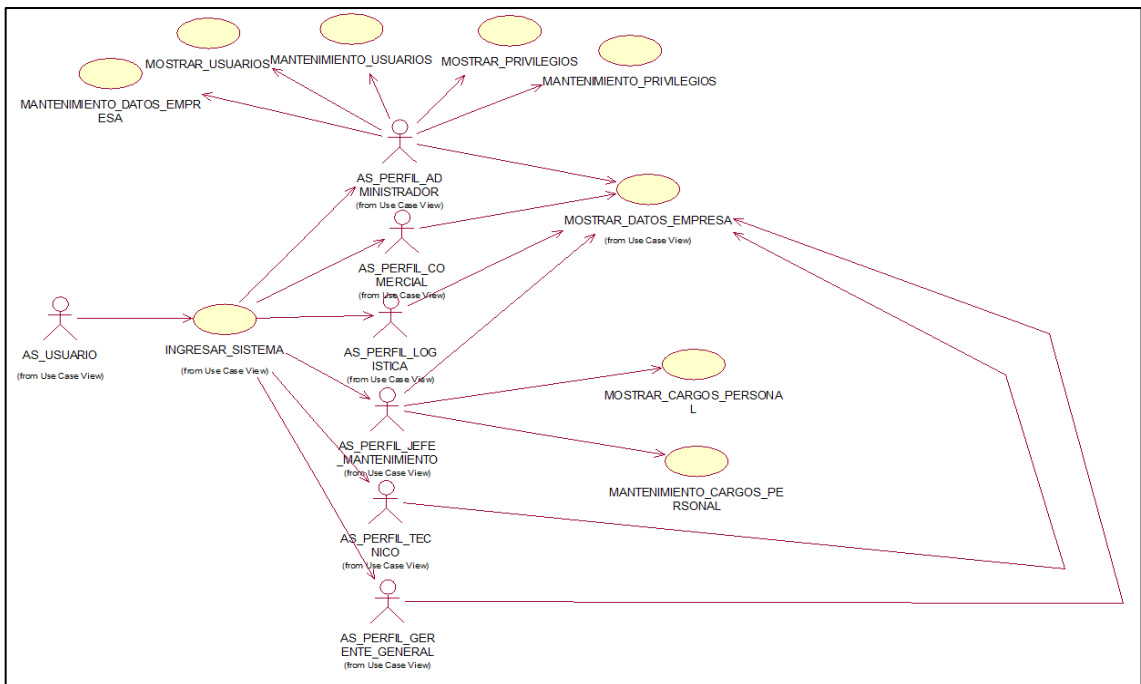 MOSTRAR_USUARIOS
MANTENIMIENTO_USUARIOS
MOSTRAR_PRIVILEGIOS
MANTENIMIENTO_PRIVILEGIOS
MANTENIMIENTO_DATOS_EMPR
ESA
AS_PERFIL_AD
MINISTRADOR
(from Use Case View)
MOSTRAR_DATOS_EMPRESA
(from Use Case View)
AS_PERFIL_CO
MERCIAL
(from Use Case View)
AS_USUARIO
(from Use Case View)
INGRESAR_SISTEMA
(from Use Case View)
AS_PERFIL_LOG
ISTICA
(from Use Case View)
MOSTRAR_CARGOS_PERSONA
L
AS_PERFIL_JEFE
_MANTENIMIENTO
(from Use Case View)
MANTENIMIENTO_CARGOS_PE
RSONAL
AS_PERFIL_TEC
NICO
(from Use Case View)
AS_PERFIL_GER
ENTE_GENERAL
(from Use Case View)